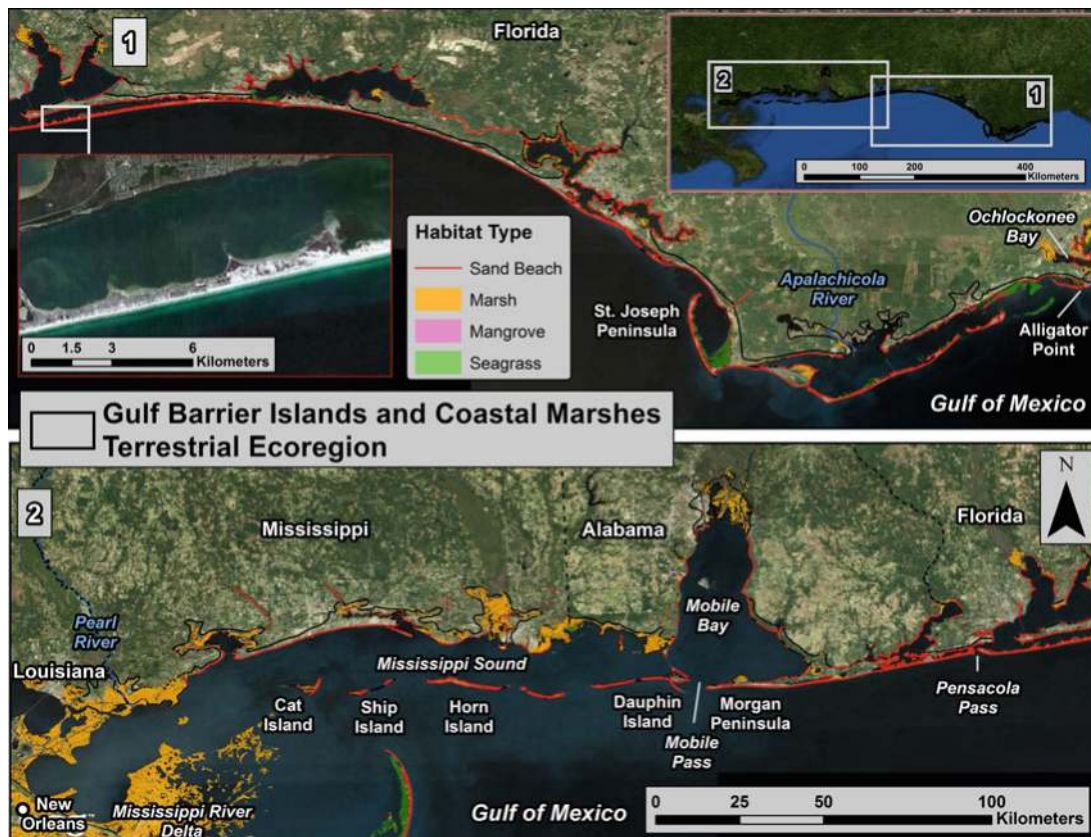 1
Florida
2
1
0 100 200 400
Kilometers
Ochlockonee
Bay
Apalachicola
River
Habitat Type
Sand Beach
Marsh
Mangrove
Seagrass
St. Joseph
Peninsula
Alligator
Point
0 1.5 3 6
Kilometers
Gulf of Mexico
Gulf Barrier Islands and Coastal Marshes
Terrestrial Ecoregion
2
N
Mississippi
Alabama
Florida
Pearl
River
Mobile
Bay
Louisiana
Mississippi Sound
Cat
Island
Ship
Island
Horn
Island
Dauphin
Island
Morgan
Peninsula
Mobile
Pass
Pensacola
Pass
New
Orleans
Mississippi River
Delta
Gulf of Mexico
0 25 50 100
Kilometers